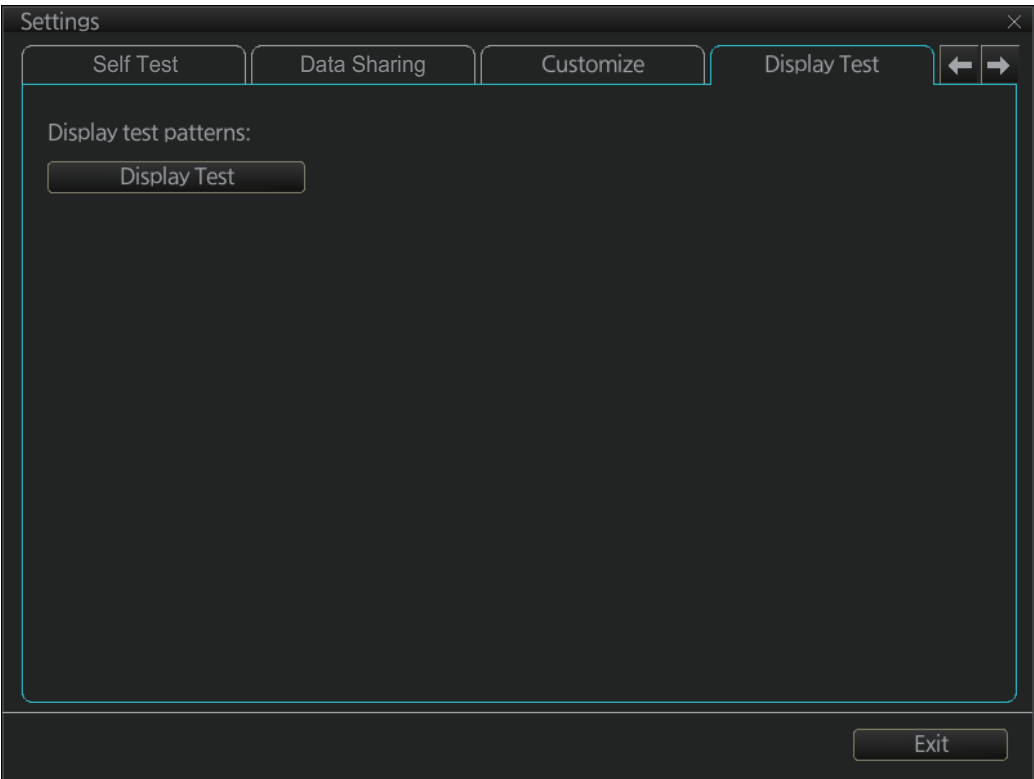 Settings
Self Test
Data Sharing
Customize
Display Test
Display test patterns:
Display Test
Exit